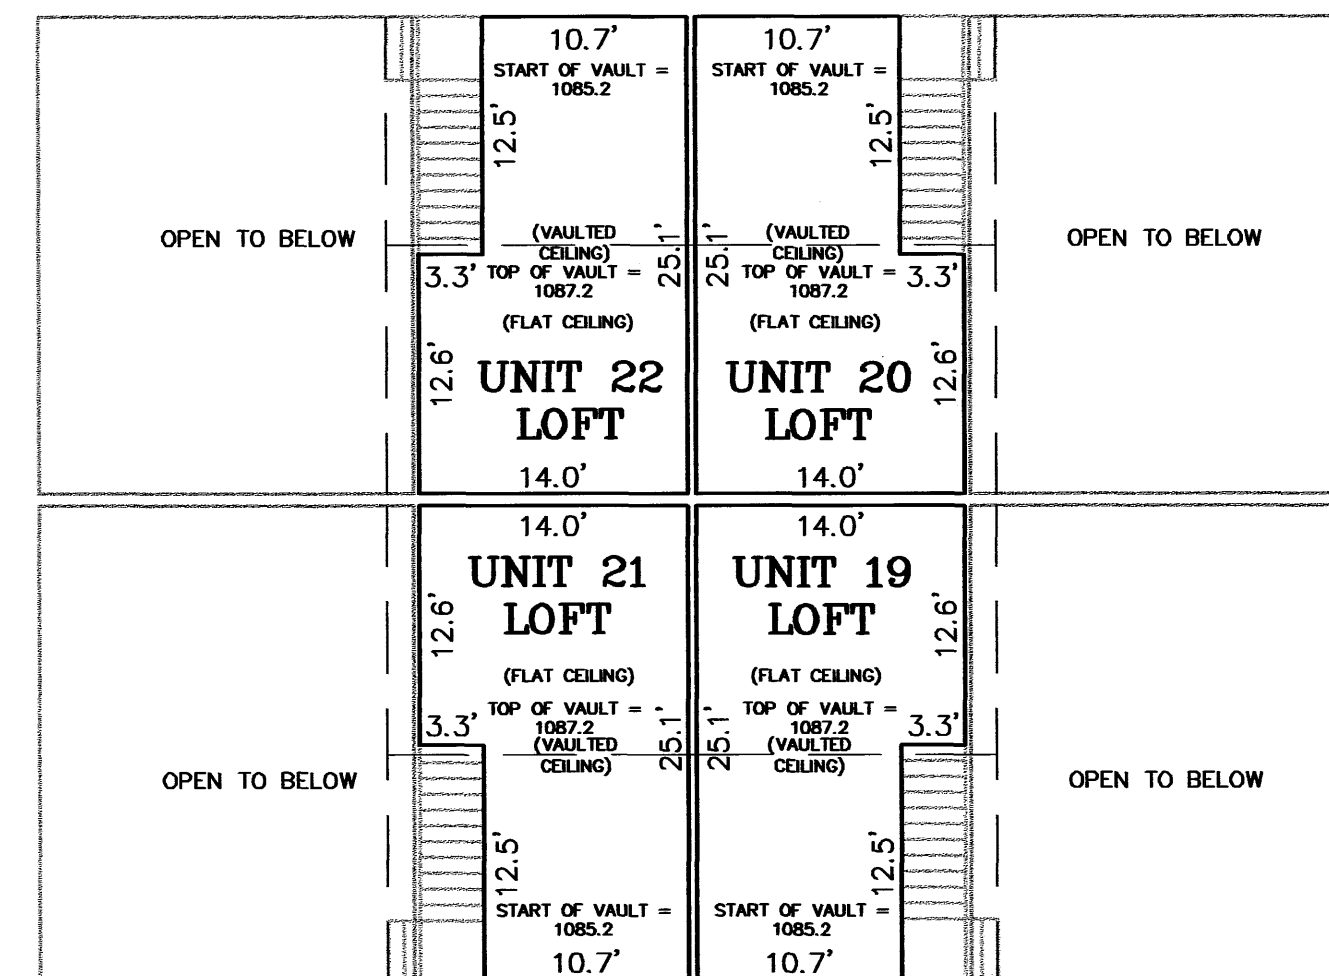 10.7'
START OF VAULT =
1085.2
12.5'
10.7'
START OF VAULT =
1085.2
12.5'
OPEN TO BELOW
(VAULTED
CEILING)
25.1'
3.3'
TOP OF VAULT =
1087.2
(FLAT CEILING)
12.6'
UNIT 22
LOFT
14.0'
25.1'
(VAULTED
CEILING)
TOP OF VAULT =
1087.2
3.3'
(FLAT CEILING)
UNIT 20
LOFT
12.6'
14.0'
OPEN TO BELOW
14.0'
UNIT 21
LOFT
12.6'
(FLAT CEILING)
3.3'
TOP OF VAULT =
1087.2
(VAULTED
CEILING)
25.1'
OPEN TO BELOW
12.5'
START OF VAULT =
1085.2
10.7'
14.0'
UNIT 19
LOFT
12.6'
(FLAT CEILING)
25.1'
TOP OF VAULT =
1087.2
3.3'
(VAULTED
CEILING)
OPEN TO BELOW
12.5'
START OF VAULT =
1085.2
10.7'